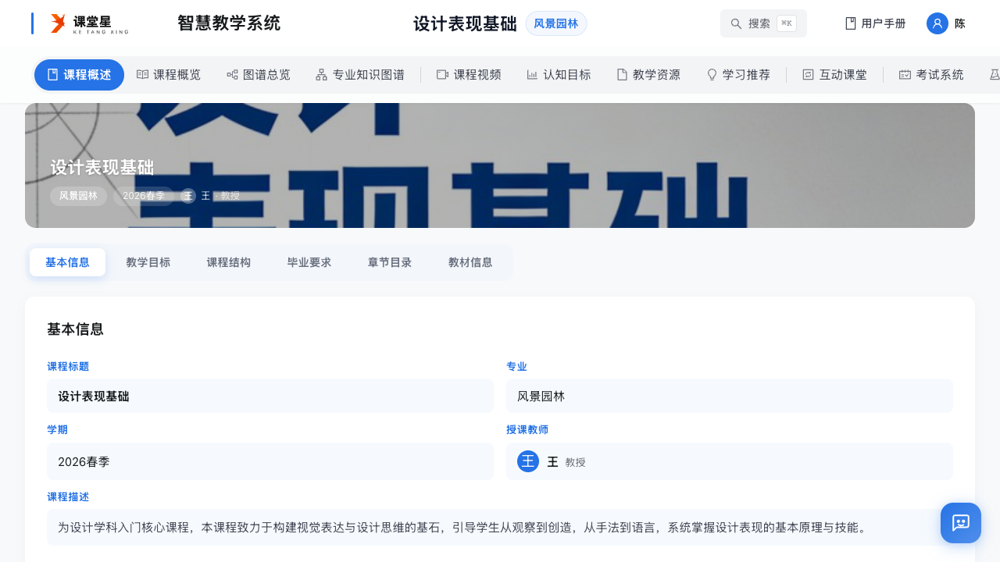 课堂星
KE TANG XING
智慧教学系统
设计表现基础
风景园林
搜索
⌘K
用户手册
陈
课程概述
课程概览
图谱总览
专业知识图谱
课程视频
认知目标
教学资源
学习推荐
互动课堂
考试系统
设计
表现基础
设计表现基础
风景园林
2026春季
王
王 · 教授
基本信息
教学目标
课程结构
毕业要求
章节目录
教材信息
基本信息
课程标题
专业
设计表现基础
风景园林
学期
授课教师
2026春季
王
王 教授
课程描述
为设计学科入门核心课程，本课程致力于构建视觉表达与设计思维的基石，引导学生从观察到创造，从手法到语言，系统掌握设计表现的基本原理与技能。